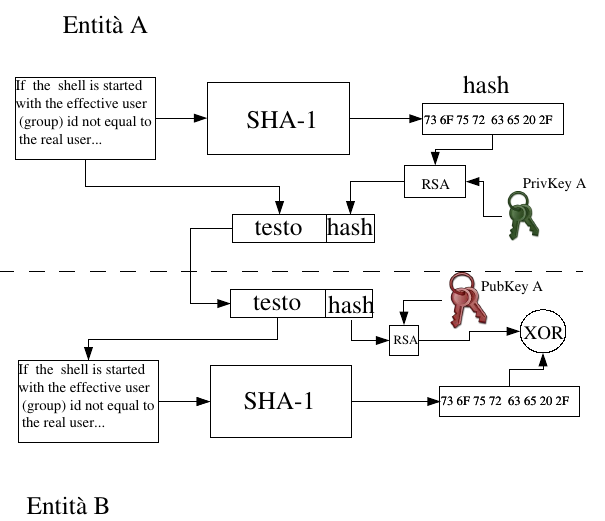 Entità A
If the shell is started
with the effective user
(group) id not equal to
the real user...
SHA-1
hash
73 6F 75 72 63 65 20 2F
RSA
PrivKey A
testo
hash
testo
hash
PubKey A
RSA
XOR
If the shell is started
with the effective user
(group) id not equal to
the real user...
SHA-1
73 6F 75 72 63 65 20 2F
Entità B